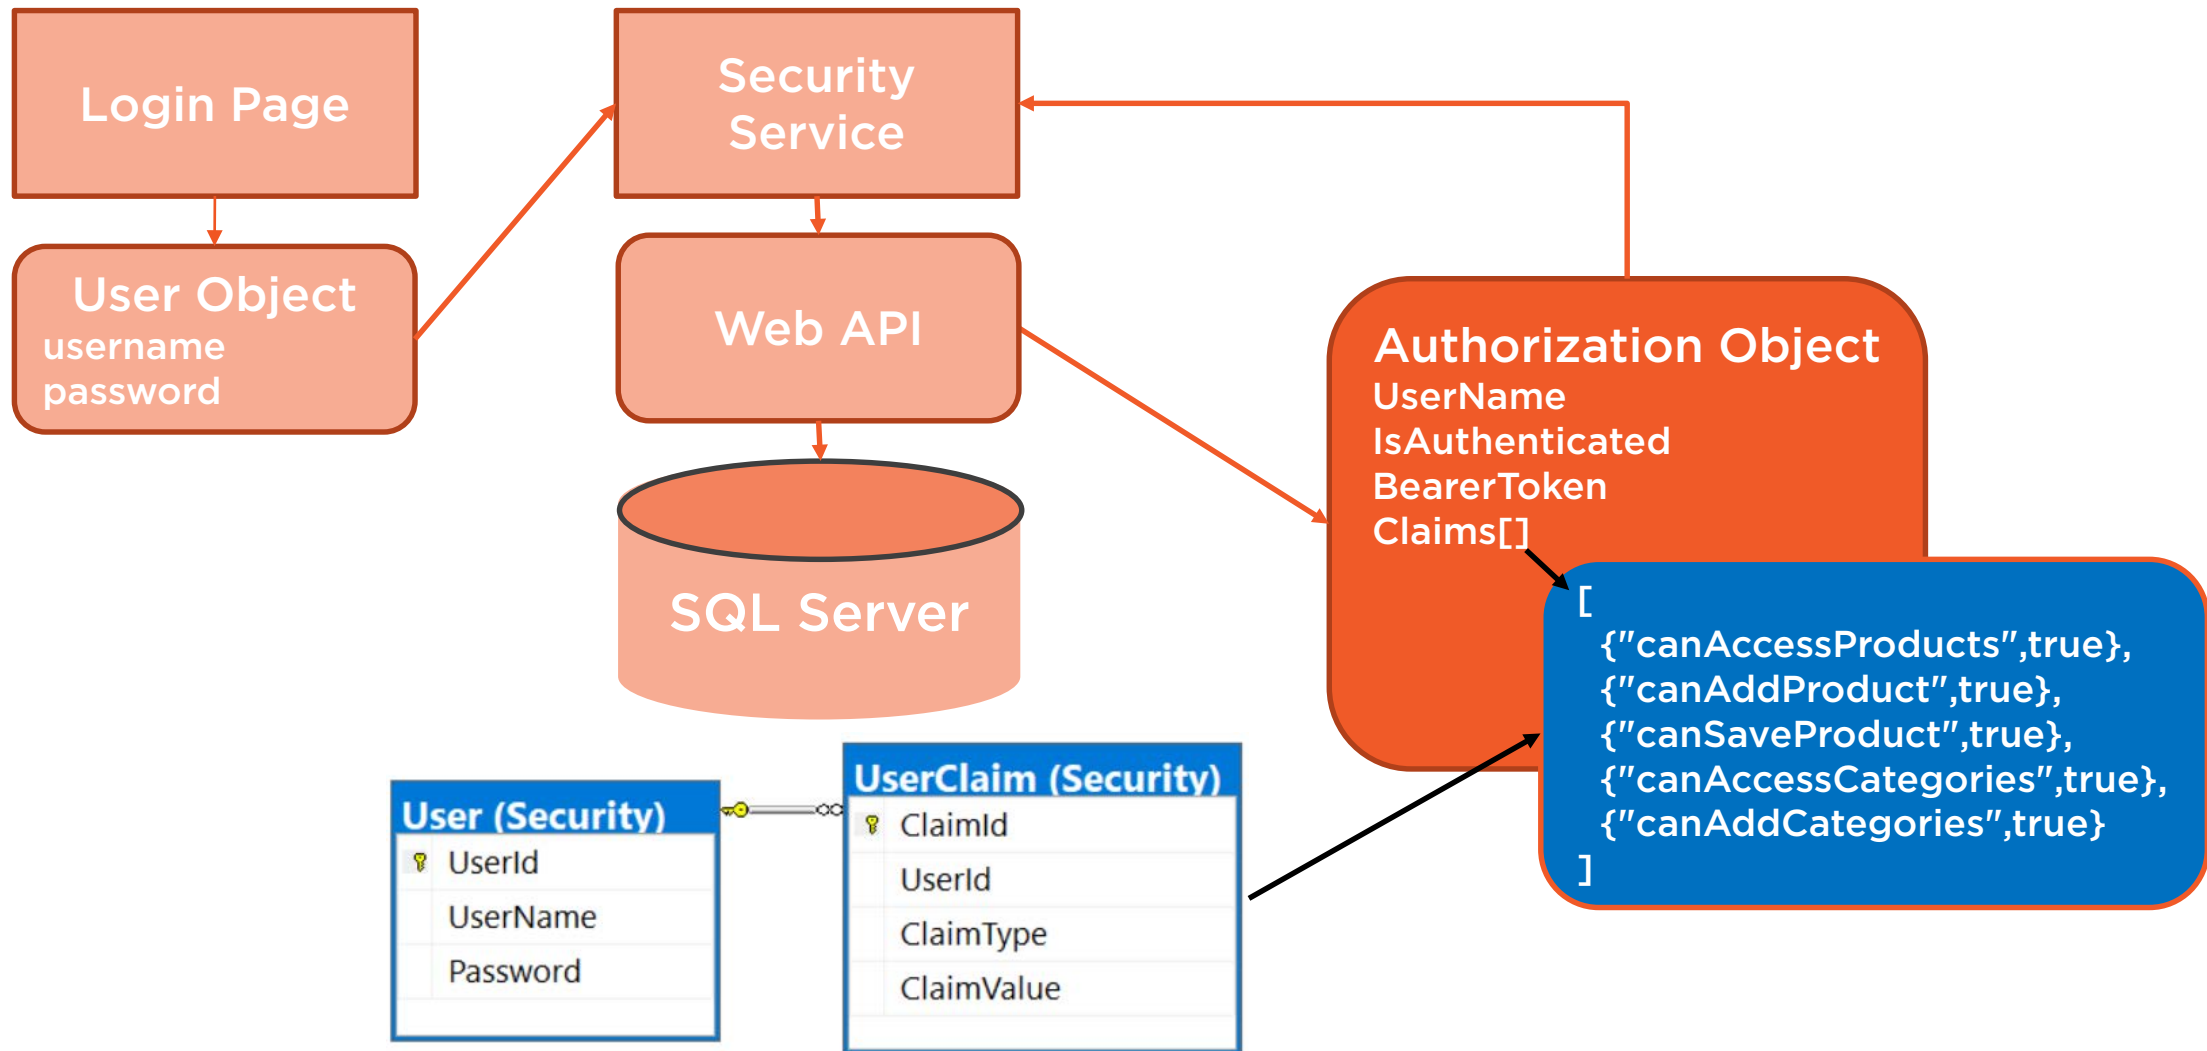 Login Page
User Object
username
password
Security
Service
Web API
SQL Server
Authorization Object
UserName
IsAuthenticated
BearerToken
Claims[]
[
{"canAccessProducts",true},
{"canAddProduct",true},
{"canSaveProduct",true},
{"canAccessCategories",true},
{"canAddCategories",true}
]
User (Security)
UserId
UserName
Password
UserClaim (Security)
ClaimId
UserId
ClaimType
ClaimValue